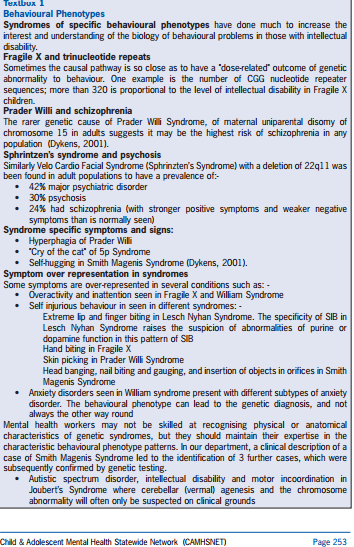 Textbox 1
Behavioural Phenotypes
Syndromes of specific behavioural phenotypes have done much to increase the
interest and understanding of the biology of behavioural problems in those with intellectual
disability.
Fragile X and trinucleotide repeats
Sometimes the causal pathway is so close as to have a "dose-related" outcome of genetic
abnormality to behaviour. One example is the number of CGG nucleotide repeater
sequences; more than 320 is proportional to the level of intellectual disability in Fragile X
children.
Prader Willi and schizophrenia
The rarer genetic cause of Prader Willi Syndrome, of maternal uniparental disomy of
chromosome 15 in adults suggests it may be the highest risk of schizophrenia in any
population (Dykens, 2001).
Sphrintzen's syndrome and psychosis
Similarly Velo Cardio Facial Syndrome (Sphrinzten's Syndrome) with a deletion of 22q11 was
been found in adult populations to have a prevalence of:-
• 42% major psychiatric disorder
• 30% psychosis
• 24% had schizophrenia (with stronger positive symptoms and weaker negative
symptoms than is normally seen)
Syndrome specific symptoms and signs:
• Hyperphagia of Prader Willi
• "Cry of the cat" of 5p Syndrome
• Self-hugging in Smith Magenis Syndrome (Dykens, 2001).
Symptom over representation in syndromes
Some symptoms are over-represented in several conditions such as: -
• Overactivity and inattention seen in Fragile X and William Syndrome
• Self injurious behaviour in seen in different syndromes: -
Extreme lip and finger biting in Lesch Nyhan Syndrome. The specificity of SIB in
Lesch Nyhan Syndrome raises the suspicion of abnormalities of purine or
dopamine function in this pattern of SIB
Hand biting in Fragile X
Skin picking in Prader Willi Syndrome
Head banging, nail biting and gauging, and insertion of objects in orifices in Smith
Magenis Syndrome
• Anxiety disorders seen in William syndrome present with different subtypes of anxiety
disorder. The behavioural phenotype can lead to the genetic diagnosis, and not
always the other way round
Mental health workers may not be skilled at recognising physical or anatomical
characteristics of genetic syndromes, but they should maintain their expertise in the
characteristic behavioural phenotype patterns. In our department, a clinical description of a
case of Smith Magenis Syndrome led to the identification of 3 further cases, which were
subsequently confirmed by genetic testing.
• Autistic spectrum disorder, intellectual disability and motor incoordination in
Joubert's Syndrome where cerebellar (vermal) agenesis and the chromosome
abnormality will often only be suspected on clinical grounds
Child & Adolescent Mental Health Statewide Network (CAMHSNET) Page 253